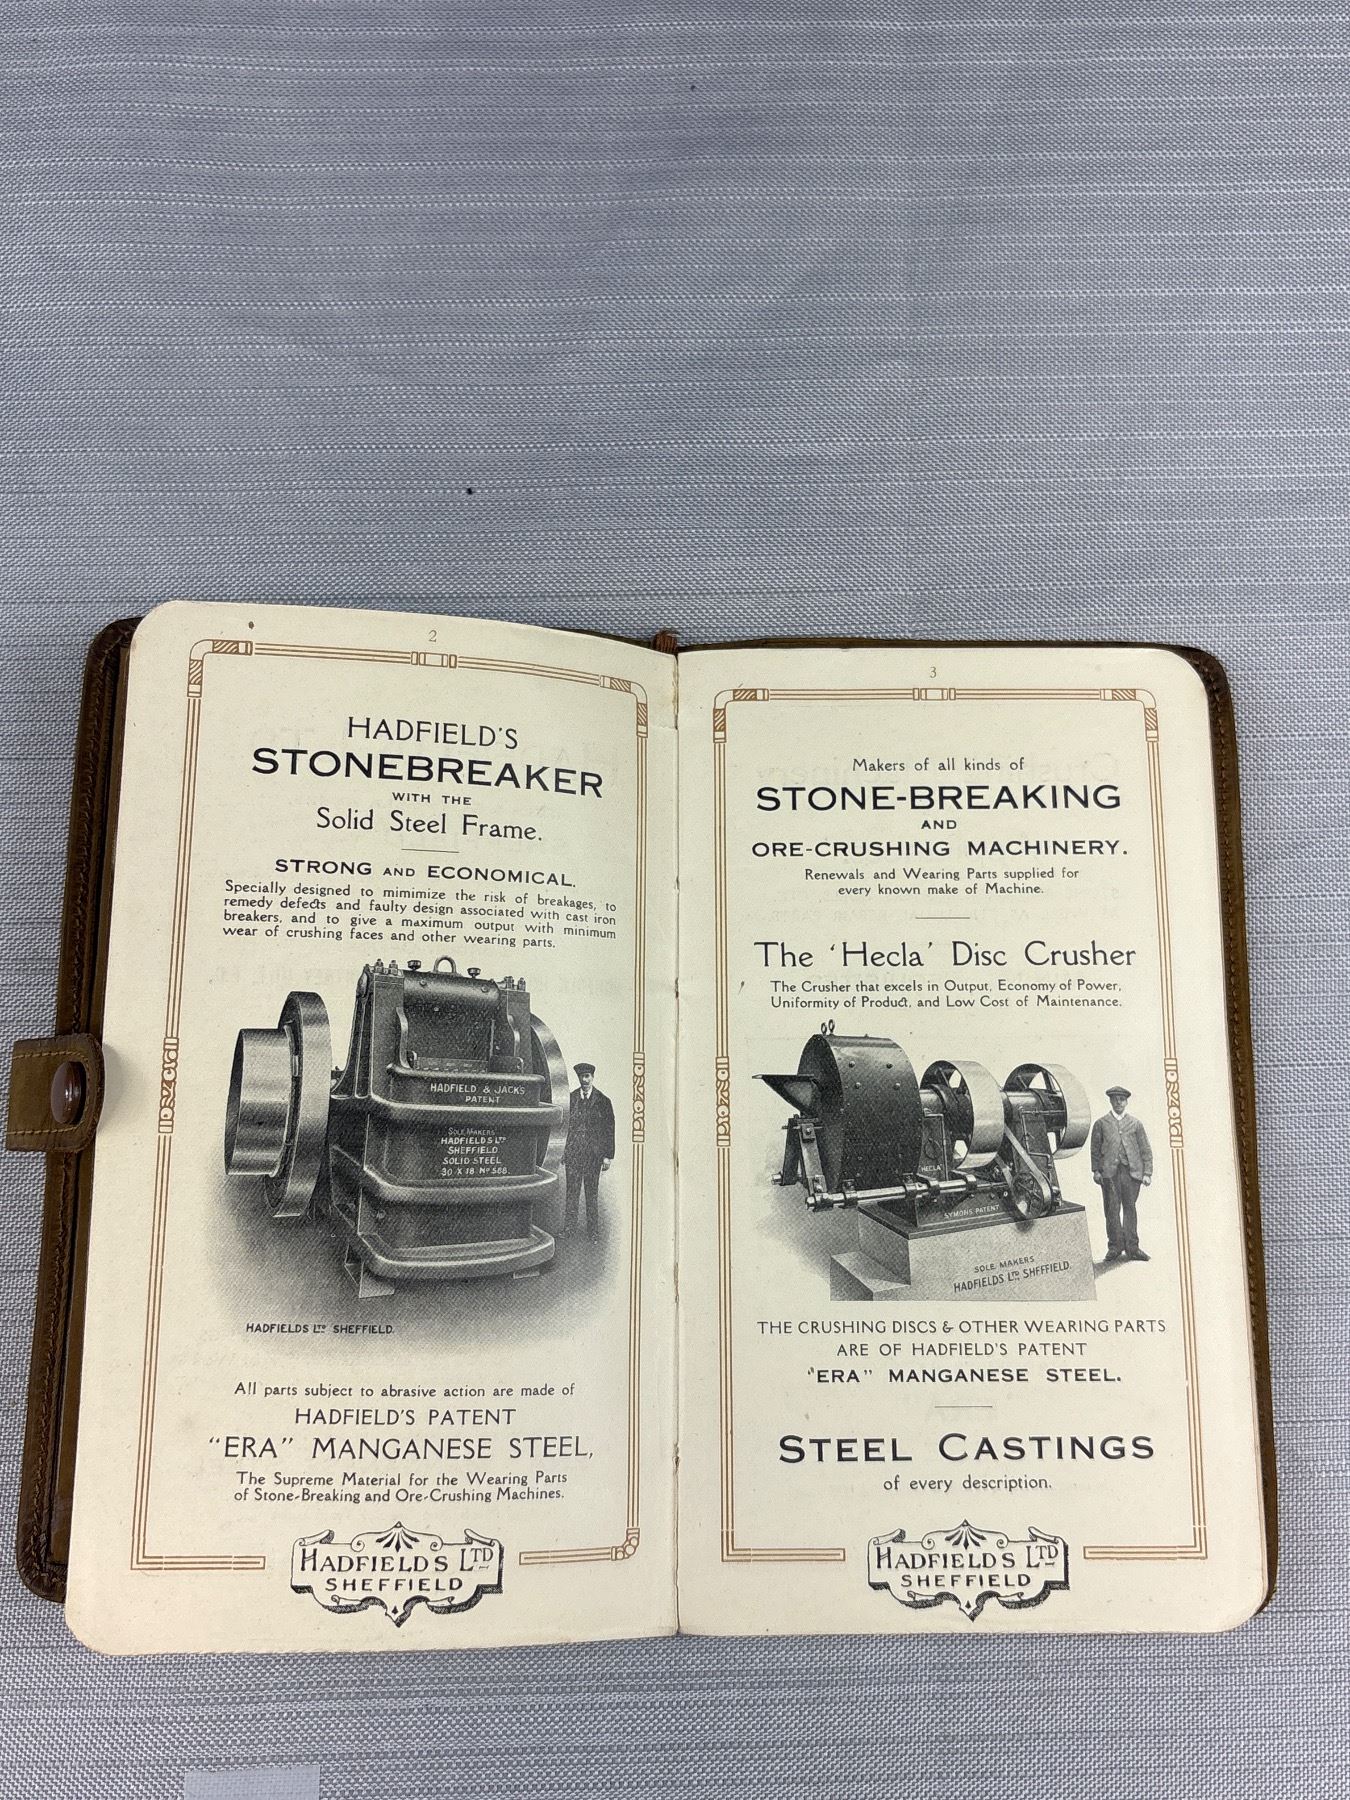 2
HADFIELD'S
STONEBREAKER
WITH THE
Solid Steel Frame.
STRONG AND ECONOMICAL.
Specially designed to mimimize the risk of breakages, to
remedy defects and faulty design associated with cast iron
breakers, and to give a maximum output with minimum
wear of crushing faces and other wearing parts.
HADFIELD & JACK'S
PATENT
SOLE MAKERS
HADFIELDS LTD
SHEFFIELD
SOLID STEEL
30 X 18 No 568.
HADFIELDS LTD SHEFFIELD.
All parts subject to abrasive action are made of
HADFIELD'S PATENT
"ERA" MANGANESE STEEL,
The Supreme Material for the Wearing Parts
of Stone-Breaking and Ore-Crushing Machines.
HADFIELDS LTD
SHEFFIELD
3
Makers of all kinds of
STONE-BREAKING
AND
ORE-CRUSHING MACHINERY.
Renewals and Wearing Parts supplied for
every known make of Machine.
The 'Hecla' Disc Crusher
The Crusher that excels in Output, Economy of Power,
Uniformity of Product, and Low Cost of Maintenance.
HECLA
SYMONS PATENT
SOLE MAKERS
HADFIELDS LTD SHEFFIELD.
THE CRUSHING DISCS & OTHER WEARING PARTS
ARE OF HADFIELD'S PATENT
"ERA" MANGANESE STEEL.
STEEL CASTINGS
of every description.
HADFIELDS LTD
SHEFFIELD